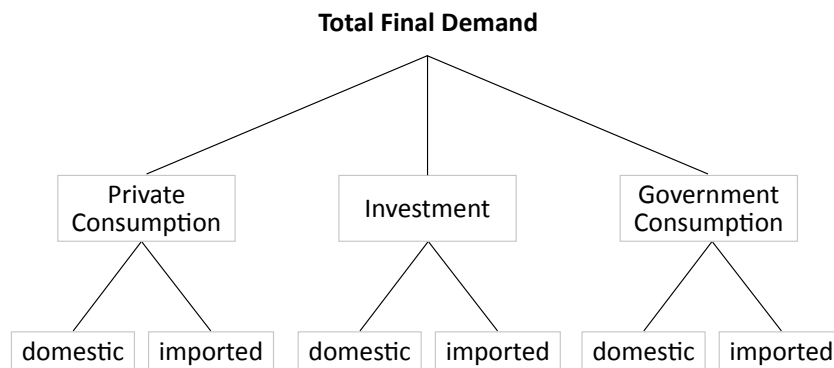 Total Final Demand
Private
Consumption
Investment
Government
Consumption
domestic
imported
domestic
imported
domestic
imported